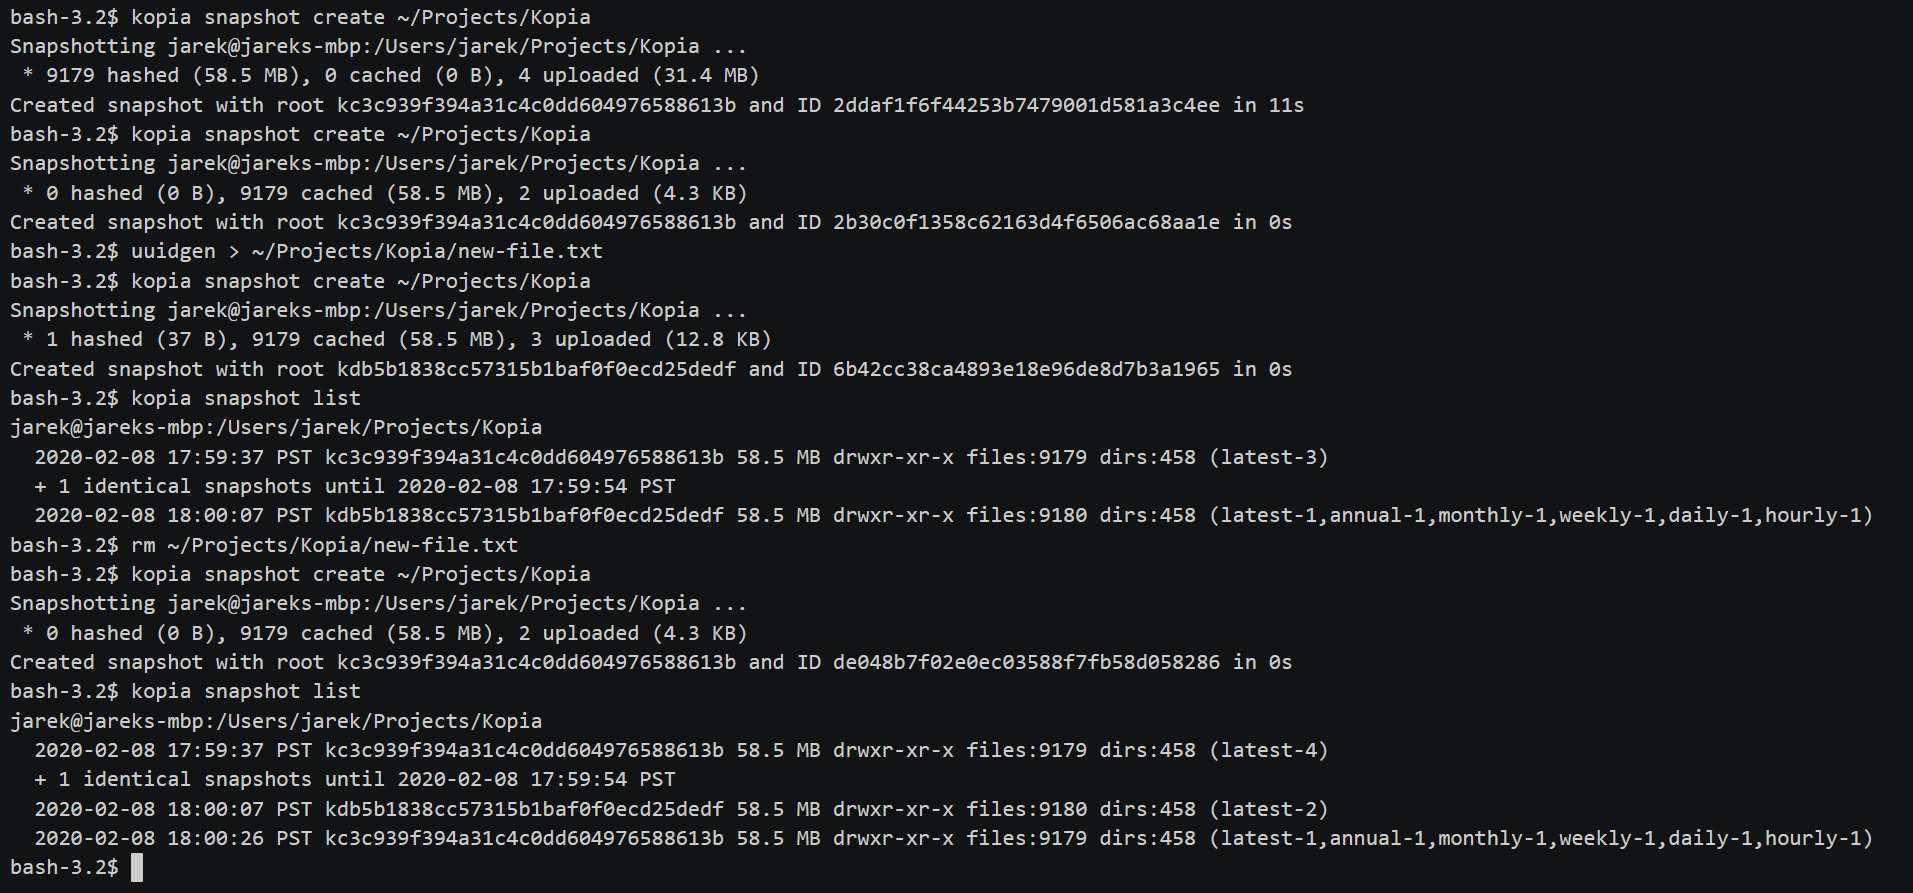 bash-3.2$ kopia snapshot create ~/Projects/Kopia
Snapshotting jarek@jareks-mbp:/Users/jarek/Projects/Kopia ...
 * 9179 hashed (58.5 MB), 0 cached (0 B), 4 uploaded (31.4 MB)
Created snapshot with root kc3c939f394a31c4c0dd604976588613b and ID 2ddaf1f6f44253b7479001d581a3c4ee in 11s
bash-3.2$ kopia snapshot create ~/Projects/Kopia
Snapshotting jarek@jareks-mbp:/Users/jarek/Projects/Kopia ...
 * 0 hashed (0 B), 9179 cached (58.5 MB), 2 uploaded (4.3 KB)
Created snapshot with root kc3c939f394a31c4c0dd604976588613b and ID 2b30c0f1358c62163d4f6506ac68aa1e in 0s
bash-3.2$ uuidgen > ~/Projects/Kopia/new-file.txt
bash-3.2$ kopia snapshot create ~/Projects/Kopia
Snapshotting jarek@jareks-mbp:/Users/jarek/Projects/Kopia ...
 * 1 hashed (37 B), 9179 cached (58.5 MB), 3 uploaded (12.8 KB)
Created snapshot with root kdb5b1838cc57315b1baf0f0ecd25dedf and ID 6b42cc38ca4893e18e96de8d7b3a1965 in 0s
bash-3.2$ kopia snapshot list
jarek@jareks-mbp:/Users/jarek/Projects/Kopia
  2020-02-08 17:59:37 PST kc3c939f394a31c4c0dd604976588613b 58.5 MB drwxr-xr-x files:9179 dirs:458 (latest-3)
  + 1 identical snapshots until 2020-02-08 17:59:54 PST
  2020-02-08 18:00:07 PST kdb5b1838cc57315b1baf0f0ecd25dedf 58.5 MB drwxr-xr-x files:9180 dirs:458 (latest-1,annual-1,monthly-1,weekly-1,daily-1,hourly-1)
bash-3.2$ rm ~/Projects/Kopia/new-file.txt
bash-3.2$ kopia snapshot create ~/Projects/Kopia
Snapshotting jarek@jareks-mbp:/Users/jarek/Projects/Kopia ...
 * 0 hashed (0 B), 9179 cached (58.5 MB), 2 uploaded (4.3 KB)
Created snapshot with root kc3c939f394a31c4c0dd604976588613b and ID de048b7f02e0ec03588f7fb58d058286 in 0s
bash-3.2$ kopia snapshot list
jarek@jareks-mbp:/Users/jarek/Projects/Kopia
  2020-02-08 17:59:37 PST kc3c939f394a31c4c0dd604976588613b 58.5 MB drwxr-xr-x files:9179 dirs:458 (latest-4)
  + 1 identical snapshots until 2020-02-08 17:59:54 PST
  2020-02-08 18:00:07 PST kdb5b1838cc57315b1baf0f0ecd25dedf 58.5 MB drwxr-xr-x files:9180 dirs:458 (latest-2)
  2020-02-08 18:00:26 PST kc3c939f394a31c4c0dd604976588613b 58.5 MB drwxr-xr-x files:9179 dirs:458 (latest-1,annual-1,monthly-1,weekly-1,daily-1,hourly-1)
bash-3.2$